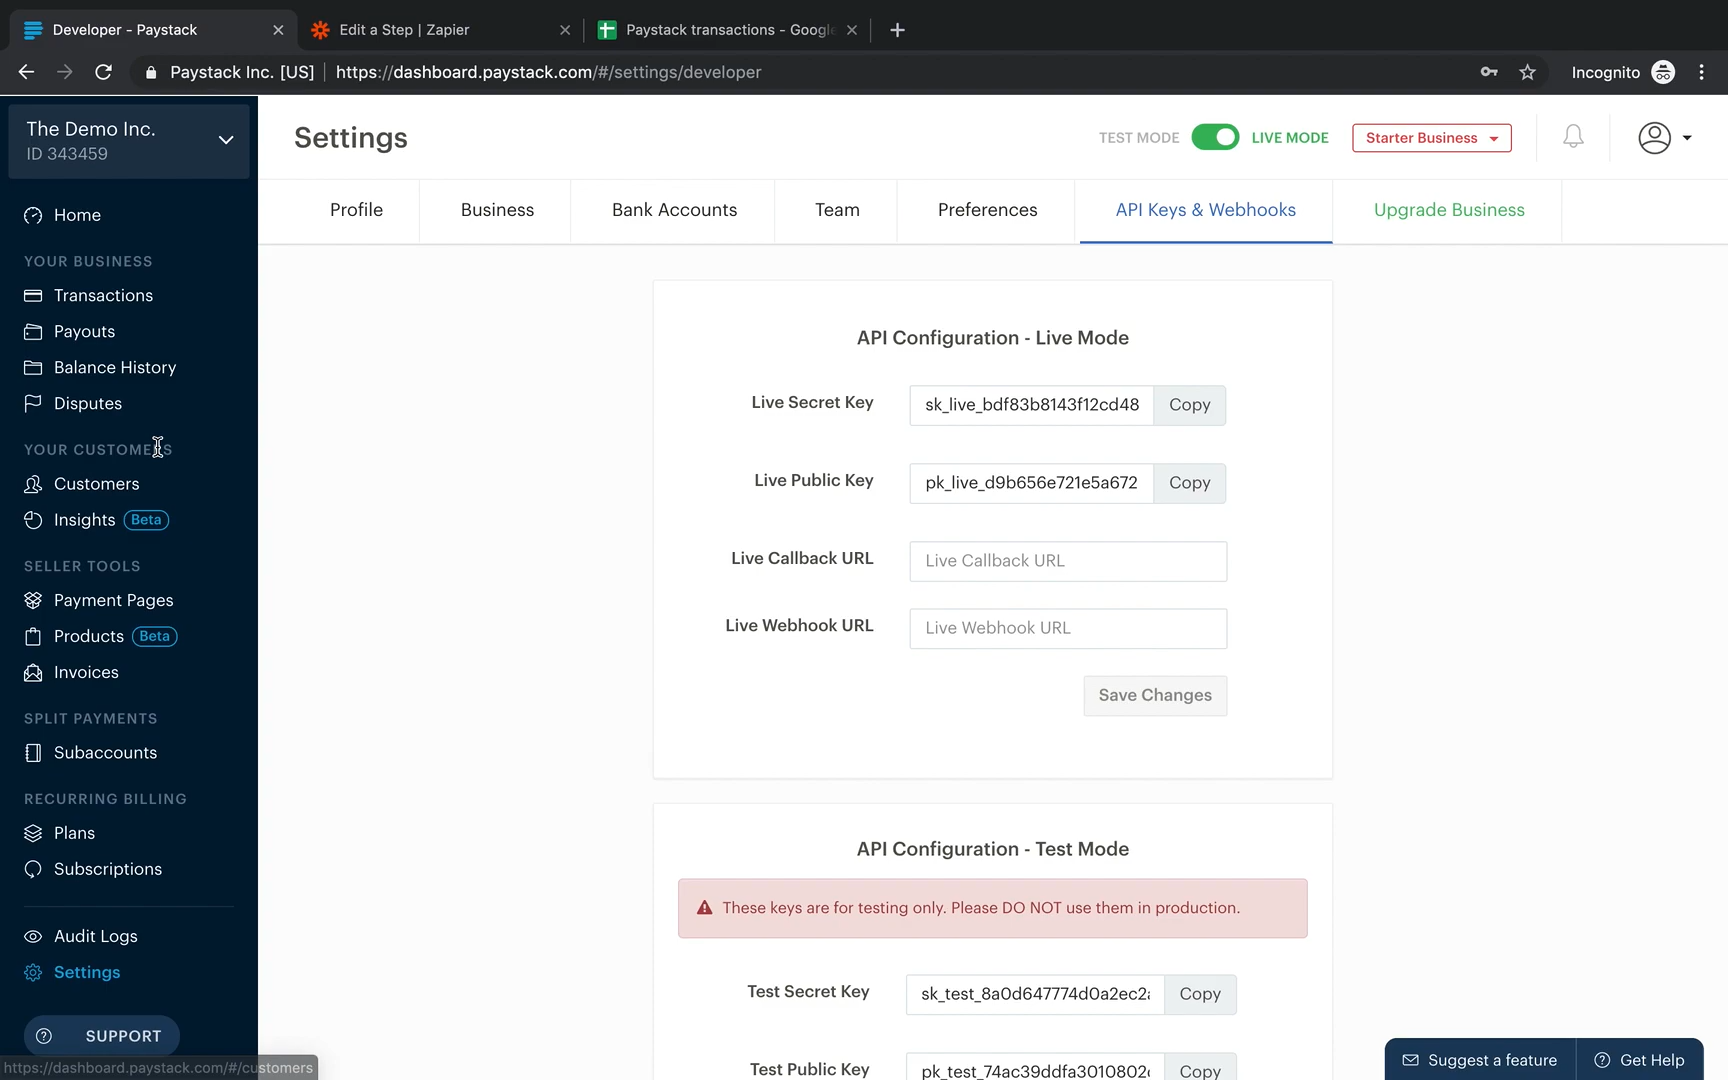 Developer - Paystack
Edit a Step | Zapier
Paystack transactions - Google
Paystack Inc. [US]
https://dashboard.paystack.com/#/settings/developer
Incognito
The Demo Inc.
ID 343459
Home
YOUR BUSINESS
Transactions
Payouts
Balance History
Disputes
YOUR CUSTOMERS
Customers
Insights Beta
SELLER TOOLS
Payment Pages
Products Beta
Invoices
SPLIT PAYMENTS
Subaccounts
RECURRING BILLING
Plans
Subscriptions
Audit Logs
Settings
SUPPORT
https://dashboard.paystack.com/#/customers
Settings
TEST MODE
LIVE MODE
Starter Business
Profile
Business
Bank Accounts
Team
Preferences
API Keys & Webhooks
Upgrade Business
API Configuration - Live Mode
Live Secret Key
sk_live_bdf83b8143f12cd48
Copy
Live Public Key
pk_live_d9b656e721e5a672
Copy
Live Callback URL
Live Callback URL
Live Webhook URL
Live Webhook URL
Save Changes
API Configuration - Test Mode
These keys are for testing only. Please DO NOT use them in production.
Test Secret Key
sk_test_8a0d647774d0a2ec2
Copy
Test Public Key
pk_test_74ac39ddfa3010802
Copy
Suggest a feature
Get Help